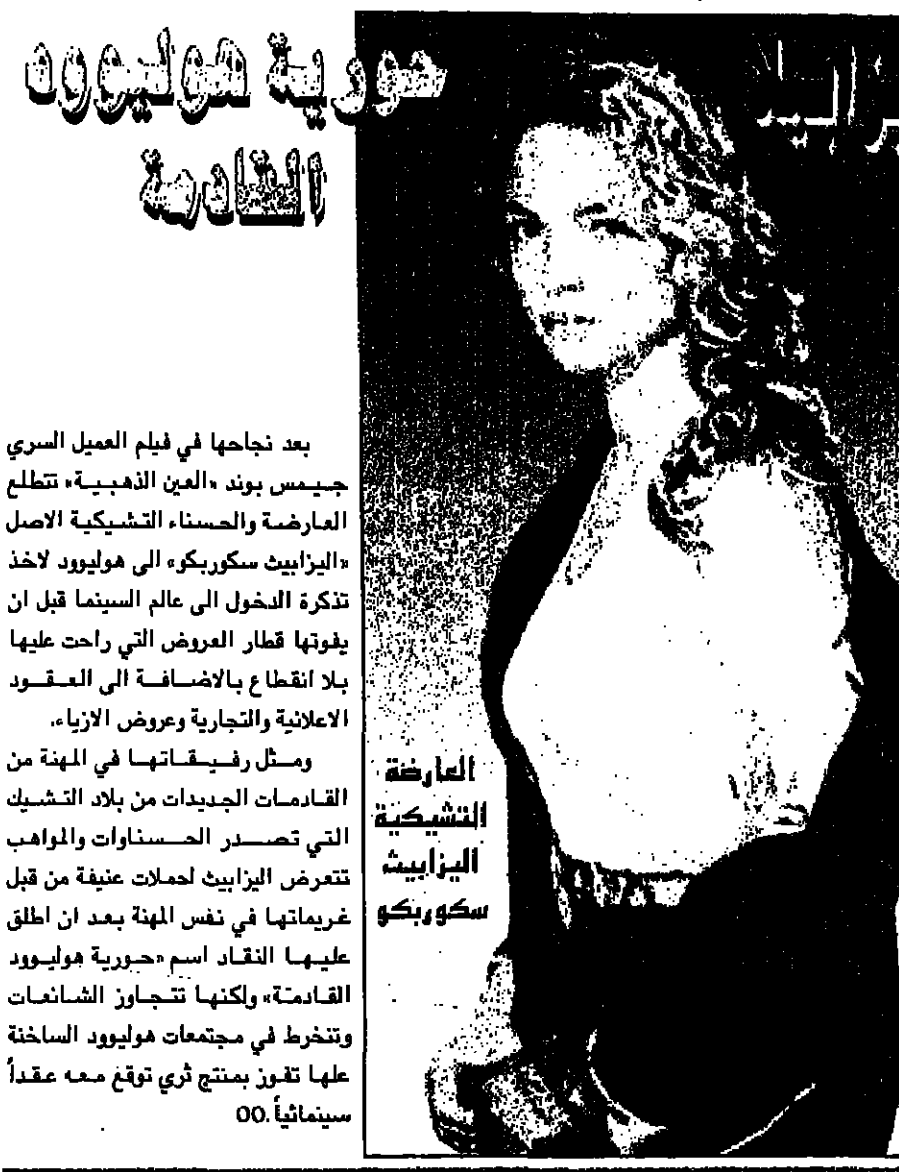 حورية هوليوود
القادمة
بعد نجاحها في فيلم العميل السري
جيمس بوند «العين الذهبية» تتطلع
العارضة والحسناء التشيكية الاصل
«اليزابيث سكوربكو» الى هوليوود لاخذ
تذكرة الدخول الى عالم السينما قبل ان
يفوتها قطار العروض التي راحت عليها
بلا انقطاع بالاضافة الى العقود
الاعلانية والتجارية وعروض الازياء.
ومثل رفيقاتها في المهنة من
القادمات الجديدات من بلاد التشيك
التي تصدر الحسناوات والمواهب
تتعرض اليزابيث لحملات عنيفة من قبل
غريماتها في نفس المهنة بعد ان اطلق
عليها النقاد اسم «حورية هوليوود
القادمة» ولكنها تتجاوز الشائعات
وتنخرط في مجتمعات هوليوود الساخنة
علها تفوز بمنتج ثري توقع معه عقداً
سينمائياً.OO
العارضة
التشيكية
اليزابيث
سكوربكو